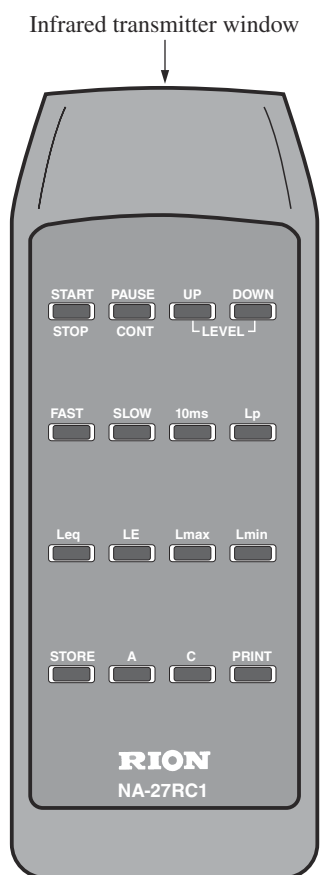 Infrared transmitter window
START PAUSE UP DOWN
STOP CONT LEVEL
FAST SLOW 10ms Lp
Leq LE Lmax Lmin
STORE A C PRINT
RION
NA-27RC1